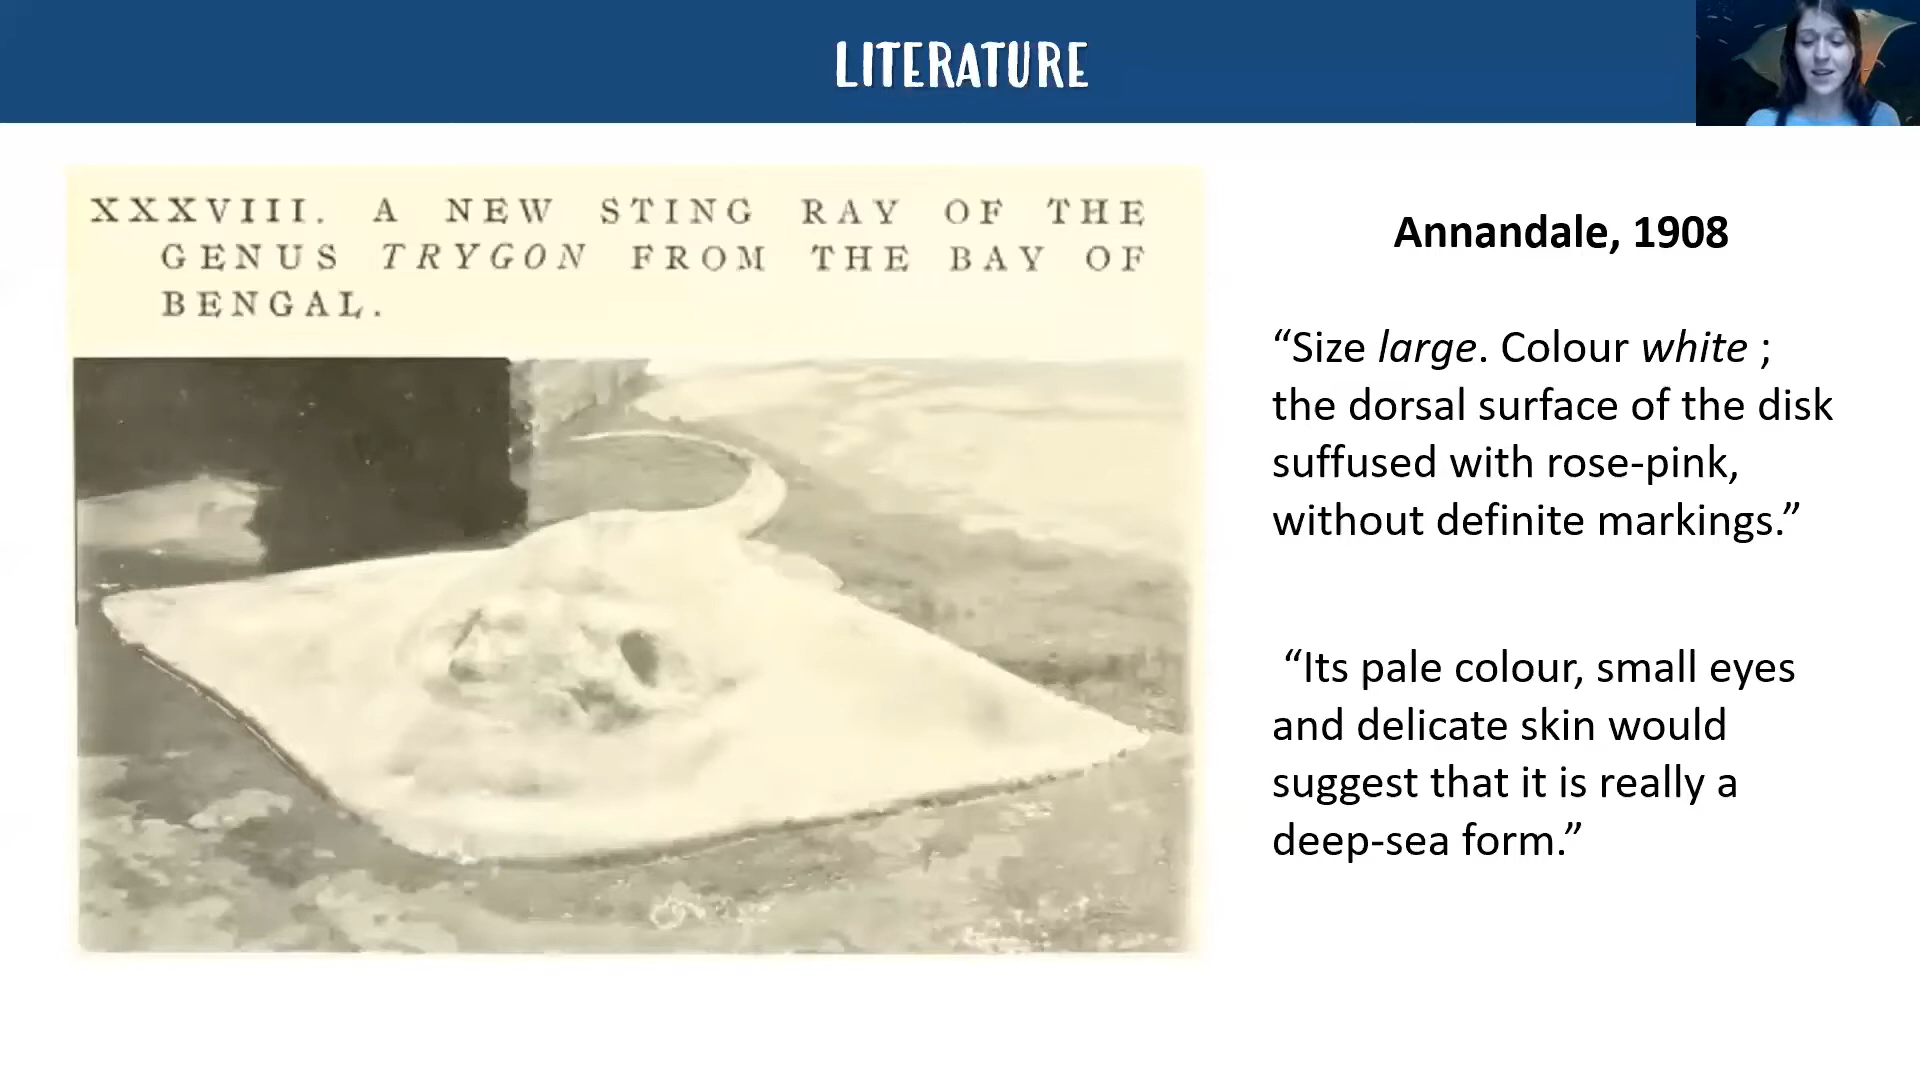 LITERATURE
XXXVIII. A NEW STING RAY OF THE
GENUS TRYGON FROM THE BAY OF
BENGAL.
Annandale, 1908
“Size large. Colour white ;
the dorsal surface of the disk
suffused with rose-pink,
without definite markings.”
“Its pale colour, small eyes
and delicate skin would
suggest that it is really a
deep-sea form.”